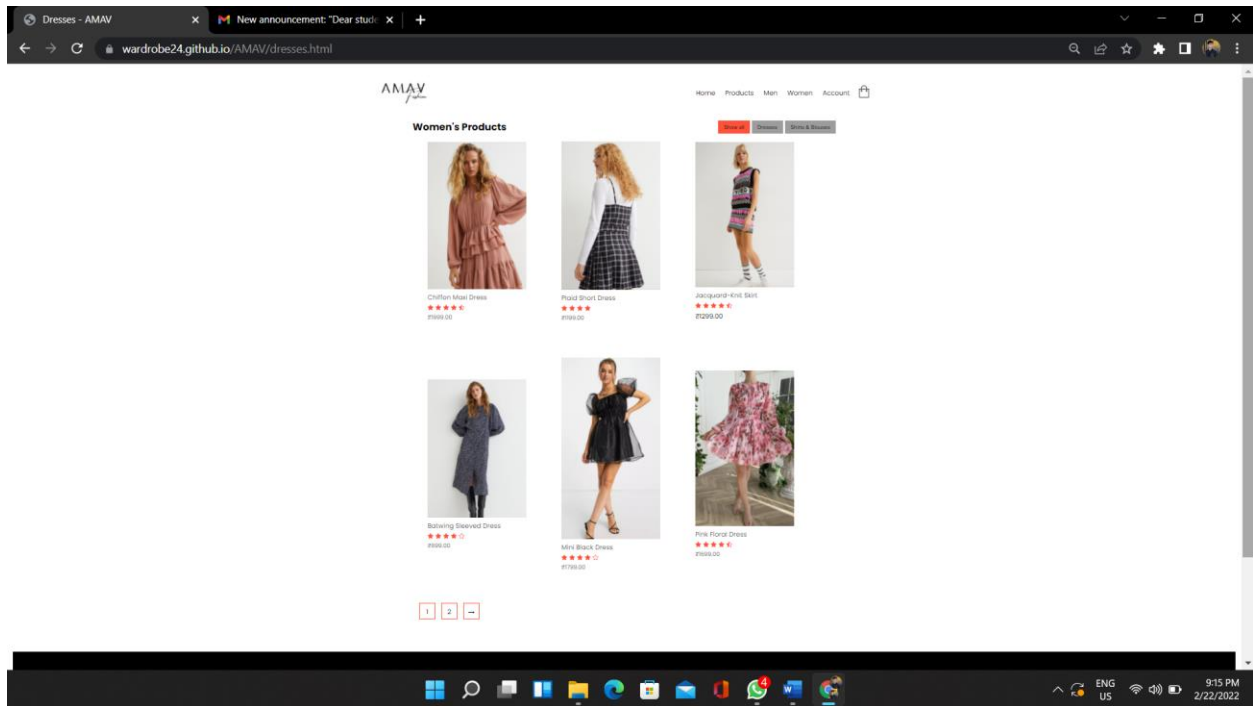 Dresses - AMAV
New announcement: "Dear stude
wardrobe24.github.io/AMAV/dresses.html
AMAV
Home Products Men Women Account
Women's Products
Show all Dresses Shirts & Blouses
Chiffon Maxi Dress
Plaid Short Dress
Jacquard-Knit Skirt
₹1299.00
Batwing Sleeved Dress
Mini Black Dress
Pink Floral Dress
1 2 →
4
ENG
US
9:15 PM
2/22/2022